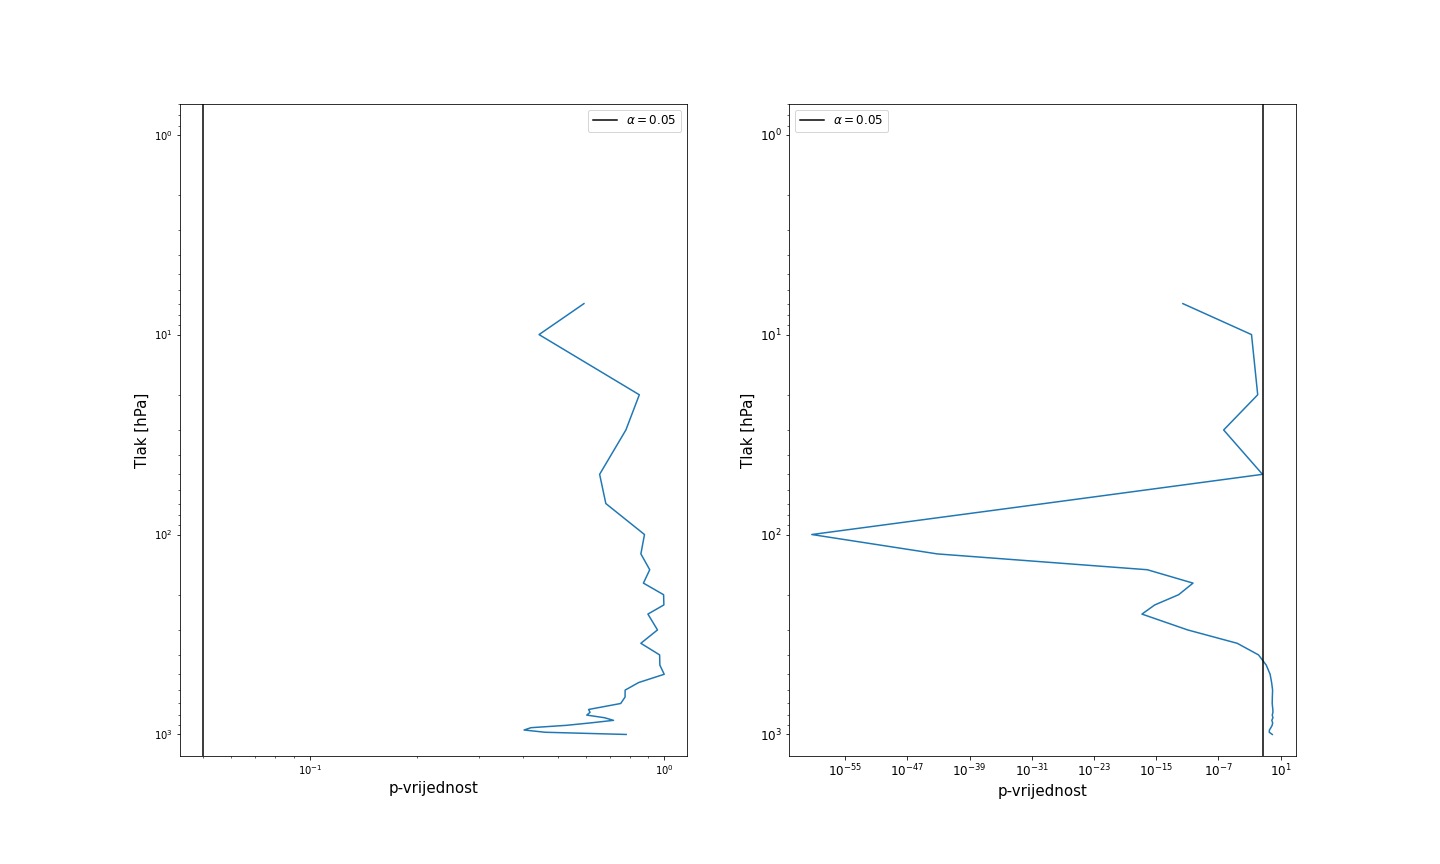 α = 0.05
10⁰
10¹
10²
10³
Tlak [hPa]
10⁻¹ 10⁰
p-vrijednost
α = 0.05
10⁰
10¹
10²
10³
Tlak [hPa]
10⁻⁵⁵ 10⁻⁴⁷ 10⁻³⁹ 10⁻³¹ 10⁻²³ 10⁻¹⁵ 10⁻⁷ 10¹
p-vrijednost